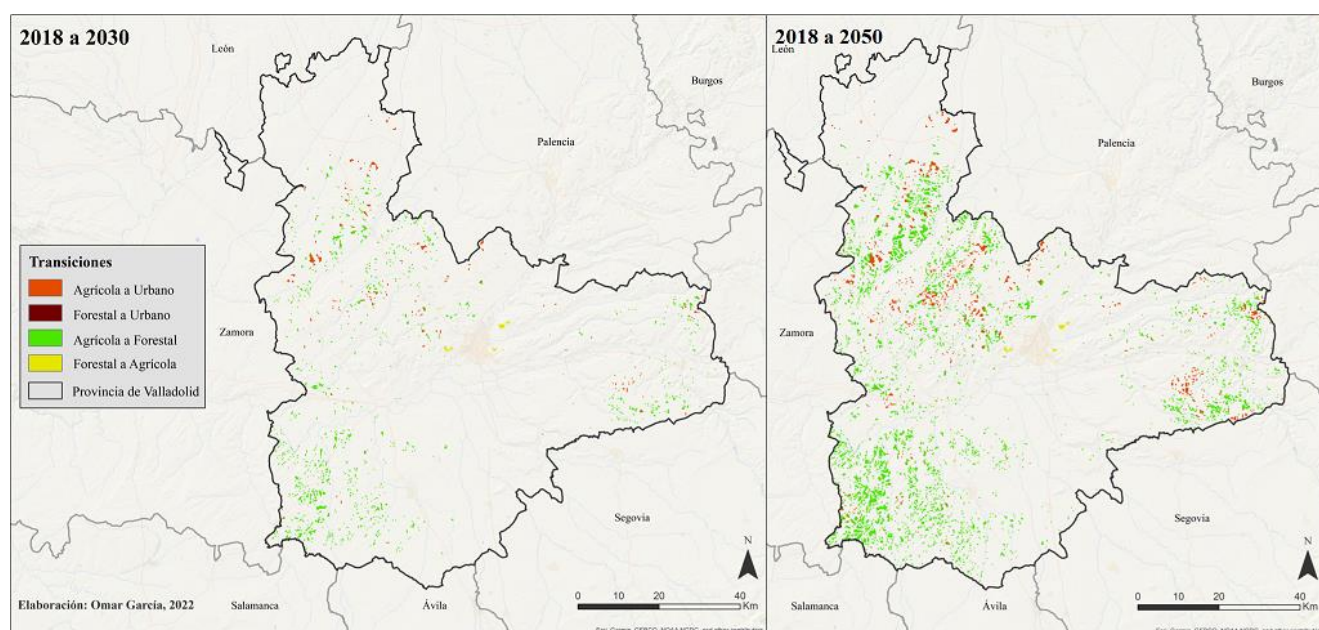 2018 a 2030
León
Burgos
Palencia
Transiciones
Agrícola a Urbano
Forestal a Urbano
Agrícola a Forestal
Forestal a Agrícola
Provincia de Valladolid
Zamora
Segovia
N
Elaboración: Omar García, 2022
Salamanca
Ávila
0 20 40
Km
2018 a 2050
León
Burgos
Palencia
Zamora
Segovia
N
Salamanca
Ávila
0 20 40
Km